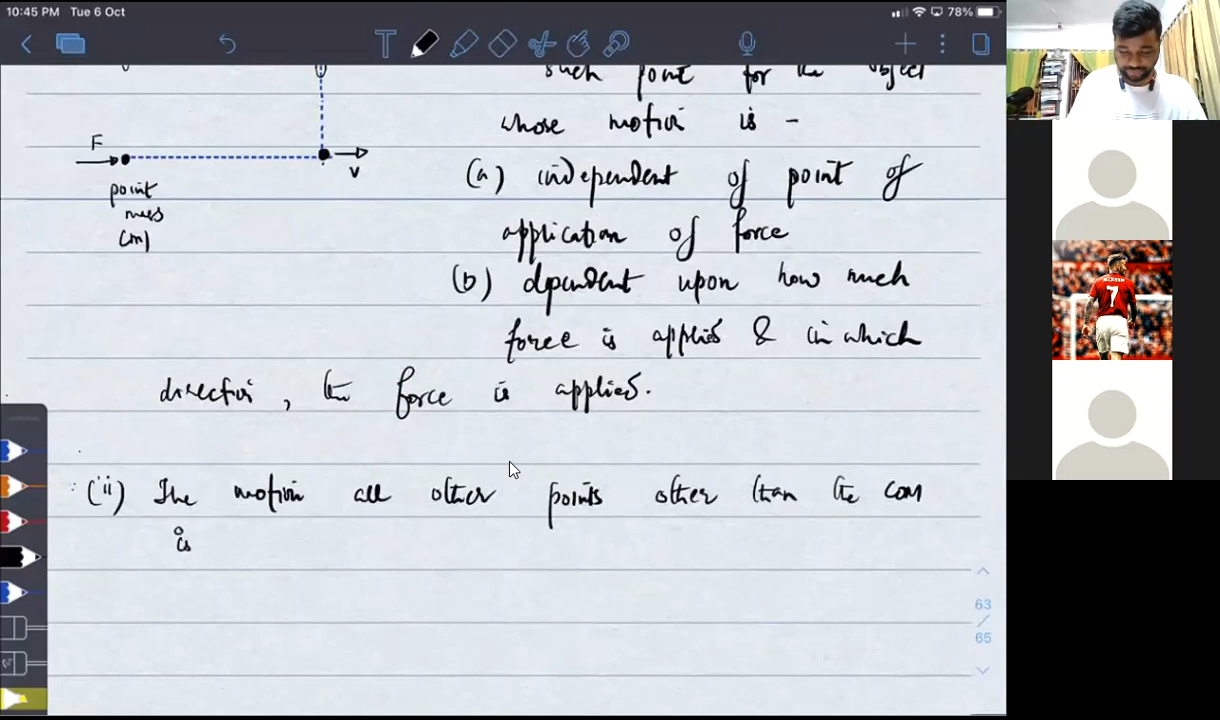 10:45 PM Tue 6 Oct
78%
such point for the object
whose motion is -
F
(a) independent of point of
v
point
mass
(m)
application of force
(b) dpendent upon how much
force is applied & in which
direction, the force is applied.
(ii) The motion all other points other than the com
is
63
/
65
7